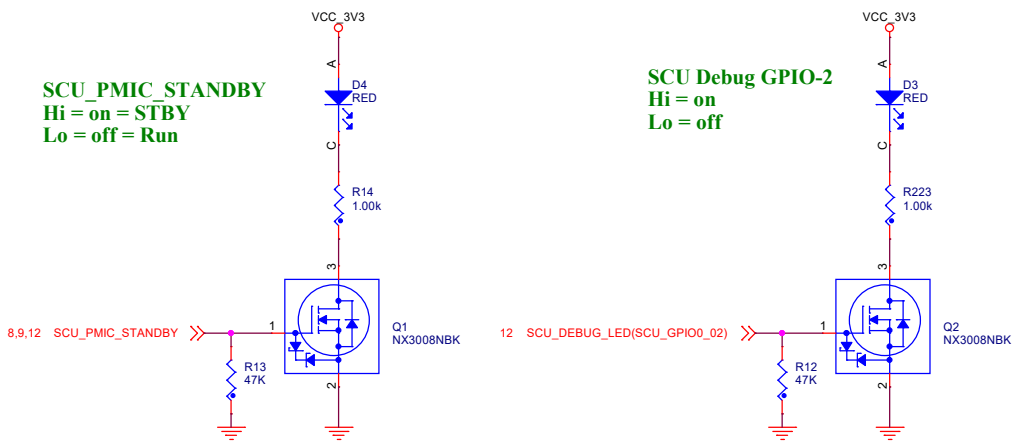 VCC_3V3
A
D4
RED
SCU_PMIC_STANDBY
Hi = on = STBY
Lo = off = Run
C
R14
1.00k
3
8,9,12 SCU_PMIC_STANDBY
1
Q1
NX3008NBK
R13
47K
2
VCC_3V3
A
D3
RED
SCU Debug GPIO-2
Hi = on
Lo = off
C
R223
1.00k
3
12 SCU_DEBUG_LED(SCU_GPIO0_02)
1
Q2
NX3008NBK
R12
47K
2